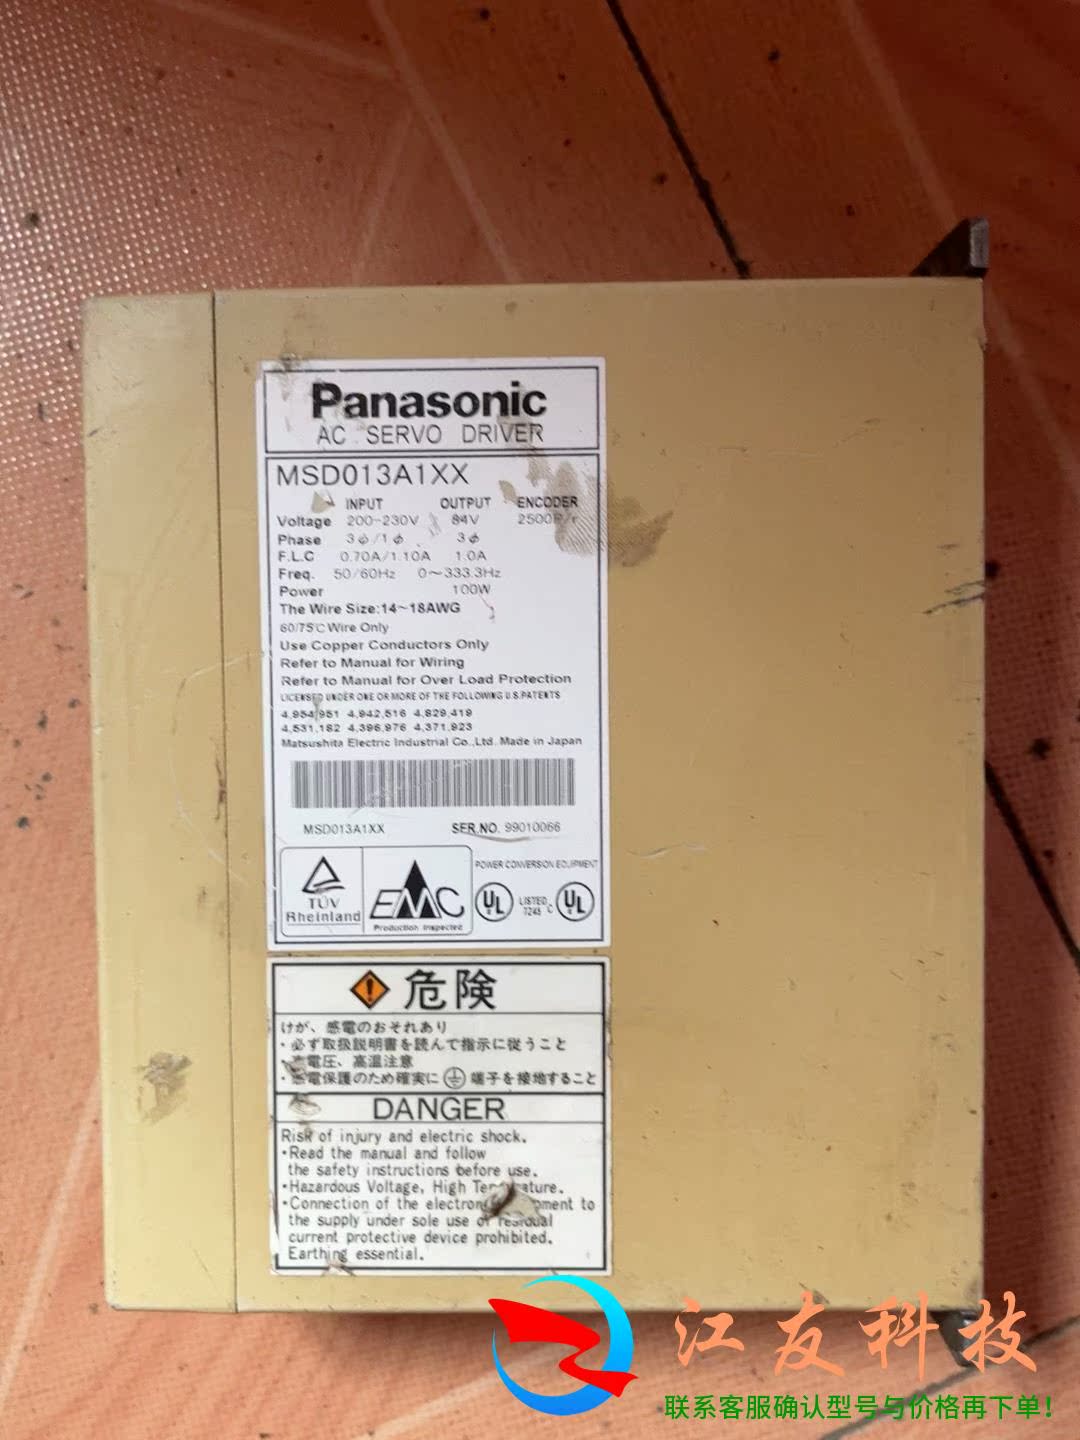 Panasonic
AC SERVO DRIVER
MSD013A1XX
INPUT OUTPUT ENCODER
Voltage 200-230V 84V 2500P/r
Phase 3ϕ/1ϕ 3ϕ
F.L.C 0.70A/1.10A 1.0A
Freq. 50/60Hz 0~333.3Hz
Power 100W
The Wire Size:14~18AWG
60/75℃ Wire Only
Use Copper Conductors Only
Refer to Manual for Wiring
Refer to Manual for Over Load Protection
LICENSED UNDER ONE OR MORE OF THE FOLLOWING U.S.PATENTS
4,954,951 4,942,516 4,829,419
4,531,182 4,396,976 4,371,923
Matsushita Electric Industrial Co.,Ltd. Made in Japan
MSD013A1XX SER.NO. 99010066
TÜV
Rheinland
EMC
Production Inspected
POWER CONVERSION EQUIPMENT
UL LISTED 7245 C UL
危険
けが、感電のおそれあり
・必ず取扱説明書を読んで指示に従うこと
電圧、高温注意
・感電保護のため確実に端子を接地すること
DANGER
Risk of injury and electric shock.
•Read the manual and follow
the safety instructions before use.
•Hazardous Voltage, High Temperature.
•Connection of the electronic equipment to
the supply under sole use of residual
current protective device prohibited.
Earthing essential.
江友科技
联系客服确认型号与价格再下单!